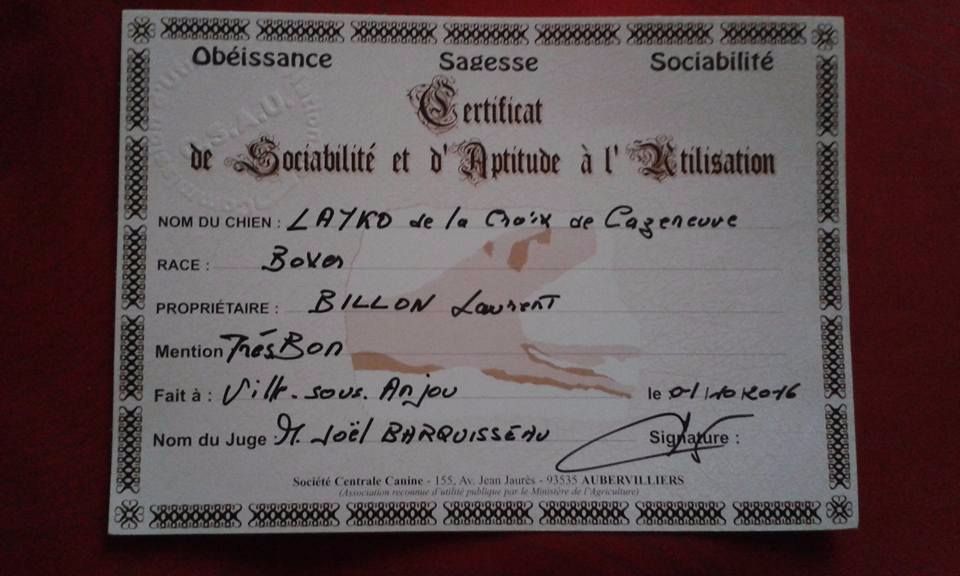 Obéissance Sagesse Sociabilité
Certificat
de Sociabilité et d'Aptitude à l'Utilisation
NOM DU CHIEN : LAYKO de la Croix de Cazeneuve
RACE : Boxer
PROPRIÉTAIRE : BILLON Laurent
Mention Très Bon
Fait à : Ville. sous. Anjou le 01/10/2016
Nom du Juge M. Joël BARQUISSEAU Signature :
Société Centrale Canine - 155, Av. Jean Jaurès - 93535 AUBERVILLIERS
(Association reconnue d'utilité publique par le Ministère de l'Agriculture)
C.S.A.U.